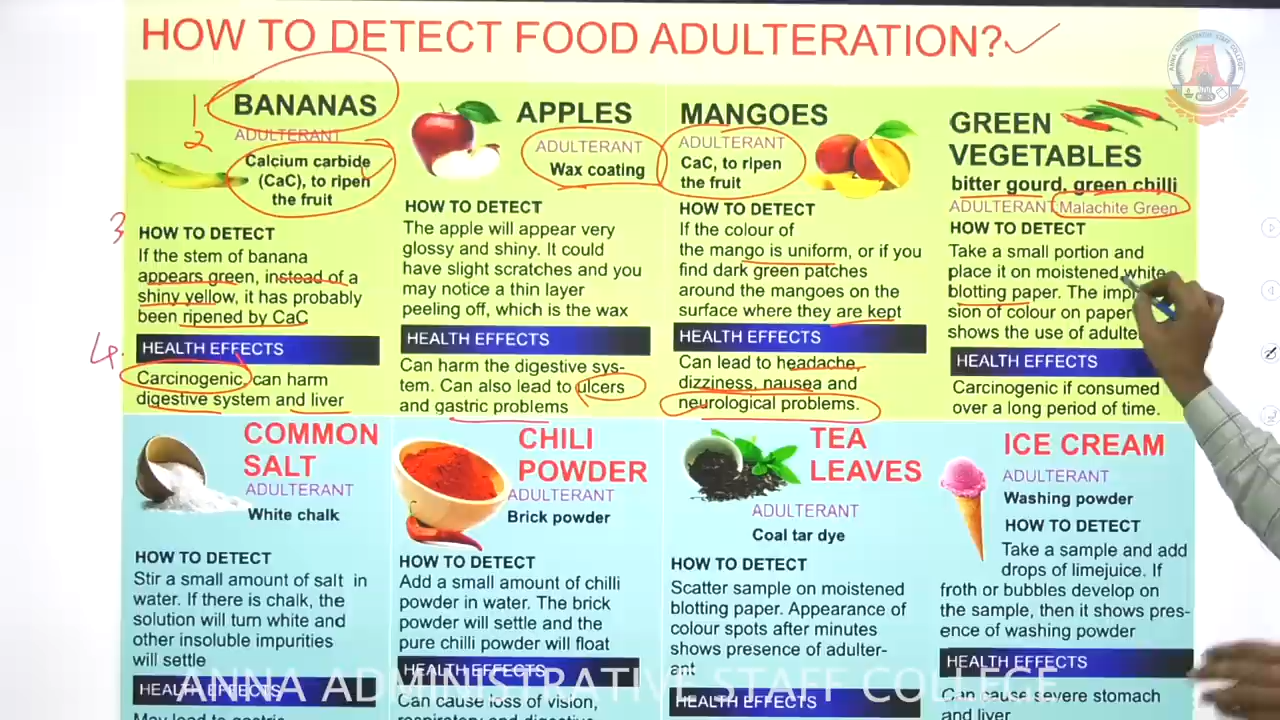 HOW TO DETECT FOOD ADULTERATION?
1
2
3
4.
BANANAS
ADULTERANT
Calcium carbide
(CaC), to ripen
the fruit
HOW TO DETECT
If the stem of banana
appears green, instead of a
shiny yellow, it has probably
been ripened by CaC
HEALTH EFFECTS
Carcinogenic, can harm
digestive system and liver
APPLES
ADULTERANT
Wax coating
HOW TO DETECT
The apple will appear very
glossy and shiny. It could
have slight scratches and you
may notice a thin layer
peeling off, which is the wax
HEALTH EFFECTS
Can harm the digestive sys-
tem. Can also lead to ulcers
and gastric problems
MANGOES
ADULTERANT
CaC, to ripen
the fruit
HOW TO DETECT
If the colour of
the mango is uniform, or if you
find dark green patches
around the mangoes on the
surface where they are kept
HEALTH EFFECTS
Can lead to headache,
dizziness, nausea and
neurological problems.
GREEN
VEGETABLES
bitter gourd, green chilli
ADULTERANT:Malachite Green
HOW TO DETECT
Take a small portion and
place it on moistened white
blotting paper. The
sion of colour on paper
shows the use of
HEALTH EFFECTS
Carcinogenic if consumed
over a long period of time.
COMMON
SALT
ADULTERANT
White chalk
HOW TO DETECT
Stir a small amount of salt in
water. If there is chalk, the
solution will turn white and
other insoluble impurities
will settle
HEALTH EFFECTS
May lead to gastric
CHILI
POWDER
ADULTERANT
Brick powder
HOW TO DETECT
Add a small amount of chilli
powder in water. The brick
powder will settle and the
pure chilli powder will float
HEALTH EFFECTS
Can cause loss of vision,
respiratory and digestive
TEA
LEAVES
ADULTERANT
Coal tar dye
HOW TO DETECT
Scatter sample on moistened
blotting paper. Appearance of
colour spots after minutes
shows presence of adulter-
ant
HEALTH EFFECTS
ICE CREAM
ADULTERANT
Washing powder
HOW TO DETECT
Take a sample and add
drops of limejuice. If
froth or bubbles develop on
the sample, then it shows pres-
ence of washing powder
HEALTH EFFECTS
Can cause severe stomach
and liver
ANNA ADMINISTRATIVE STAFF COLLEGE
ANNA ADMINISTRATIVE STAFF COLLEGE